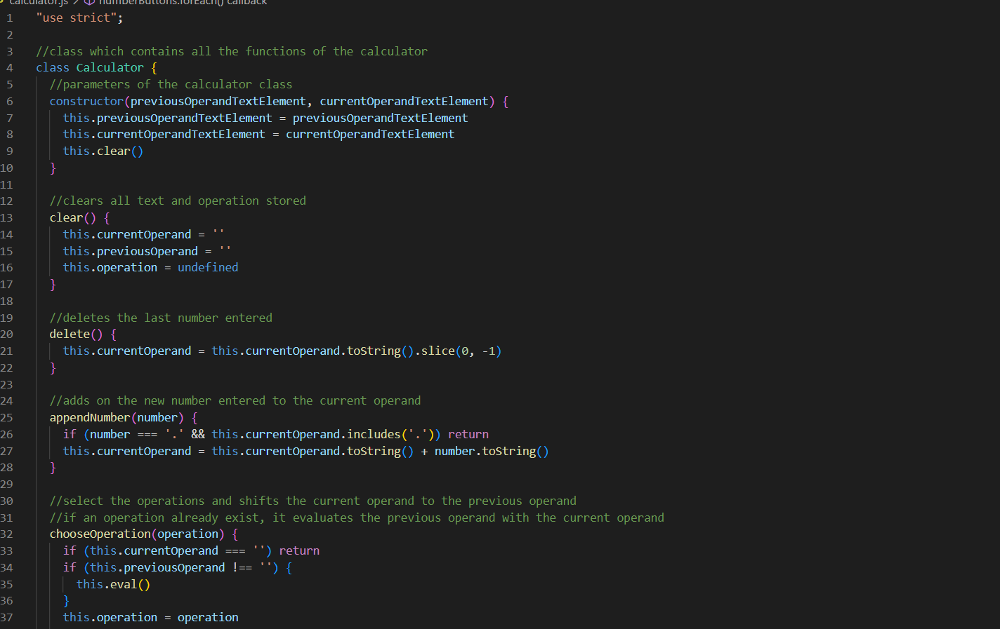 calculator.js > numberButtons.forEach() callback
1 "use strict";
2
3 //class which contains all the functions of the calculator
4 class Calculator {
5 //parameters of the calculator class
6 constructor(previousOperandTextElement, currentOperandTextElement) {
7 this.previousOperandTextElement = previousOperandTextElement
8 this.currentOperandTextElement = currentOperandTextElement
9 this.clear()
10 }
11
12 //clears all text and operation stored
13 clear() {
14 this.currentOperand = ''
15 this.previousOperand = ''
16 this.operation = undefined
17 }
18
19 //deletes the last number entered
20 delete() {
21 this.currentOperand = this.currentOperand.toString().slice(0, -1)
22 }
23
24 //adds on the new number entered to the current operand
25 appendNumber(number) {
26 if (number === '.' && this.currentOperand.includes('.')) return
27 this.currentOperand = this.currentOperand.toString() + number.toString()
28 }
29
30 //select the operations and shifts the current operand to the previous operand
31 //if an operation already exist, it evaluates the previous operand with the current operand
32 chooseOperation(operation) {
33 if (this.currentOperand === '') return
34 if (this.previousOperand !== '') {
35 this.eval()
36 }
37 this.operation = operation